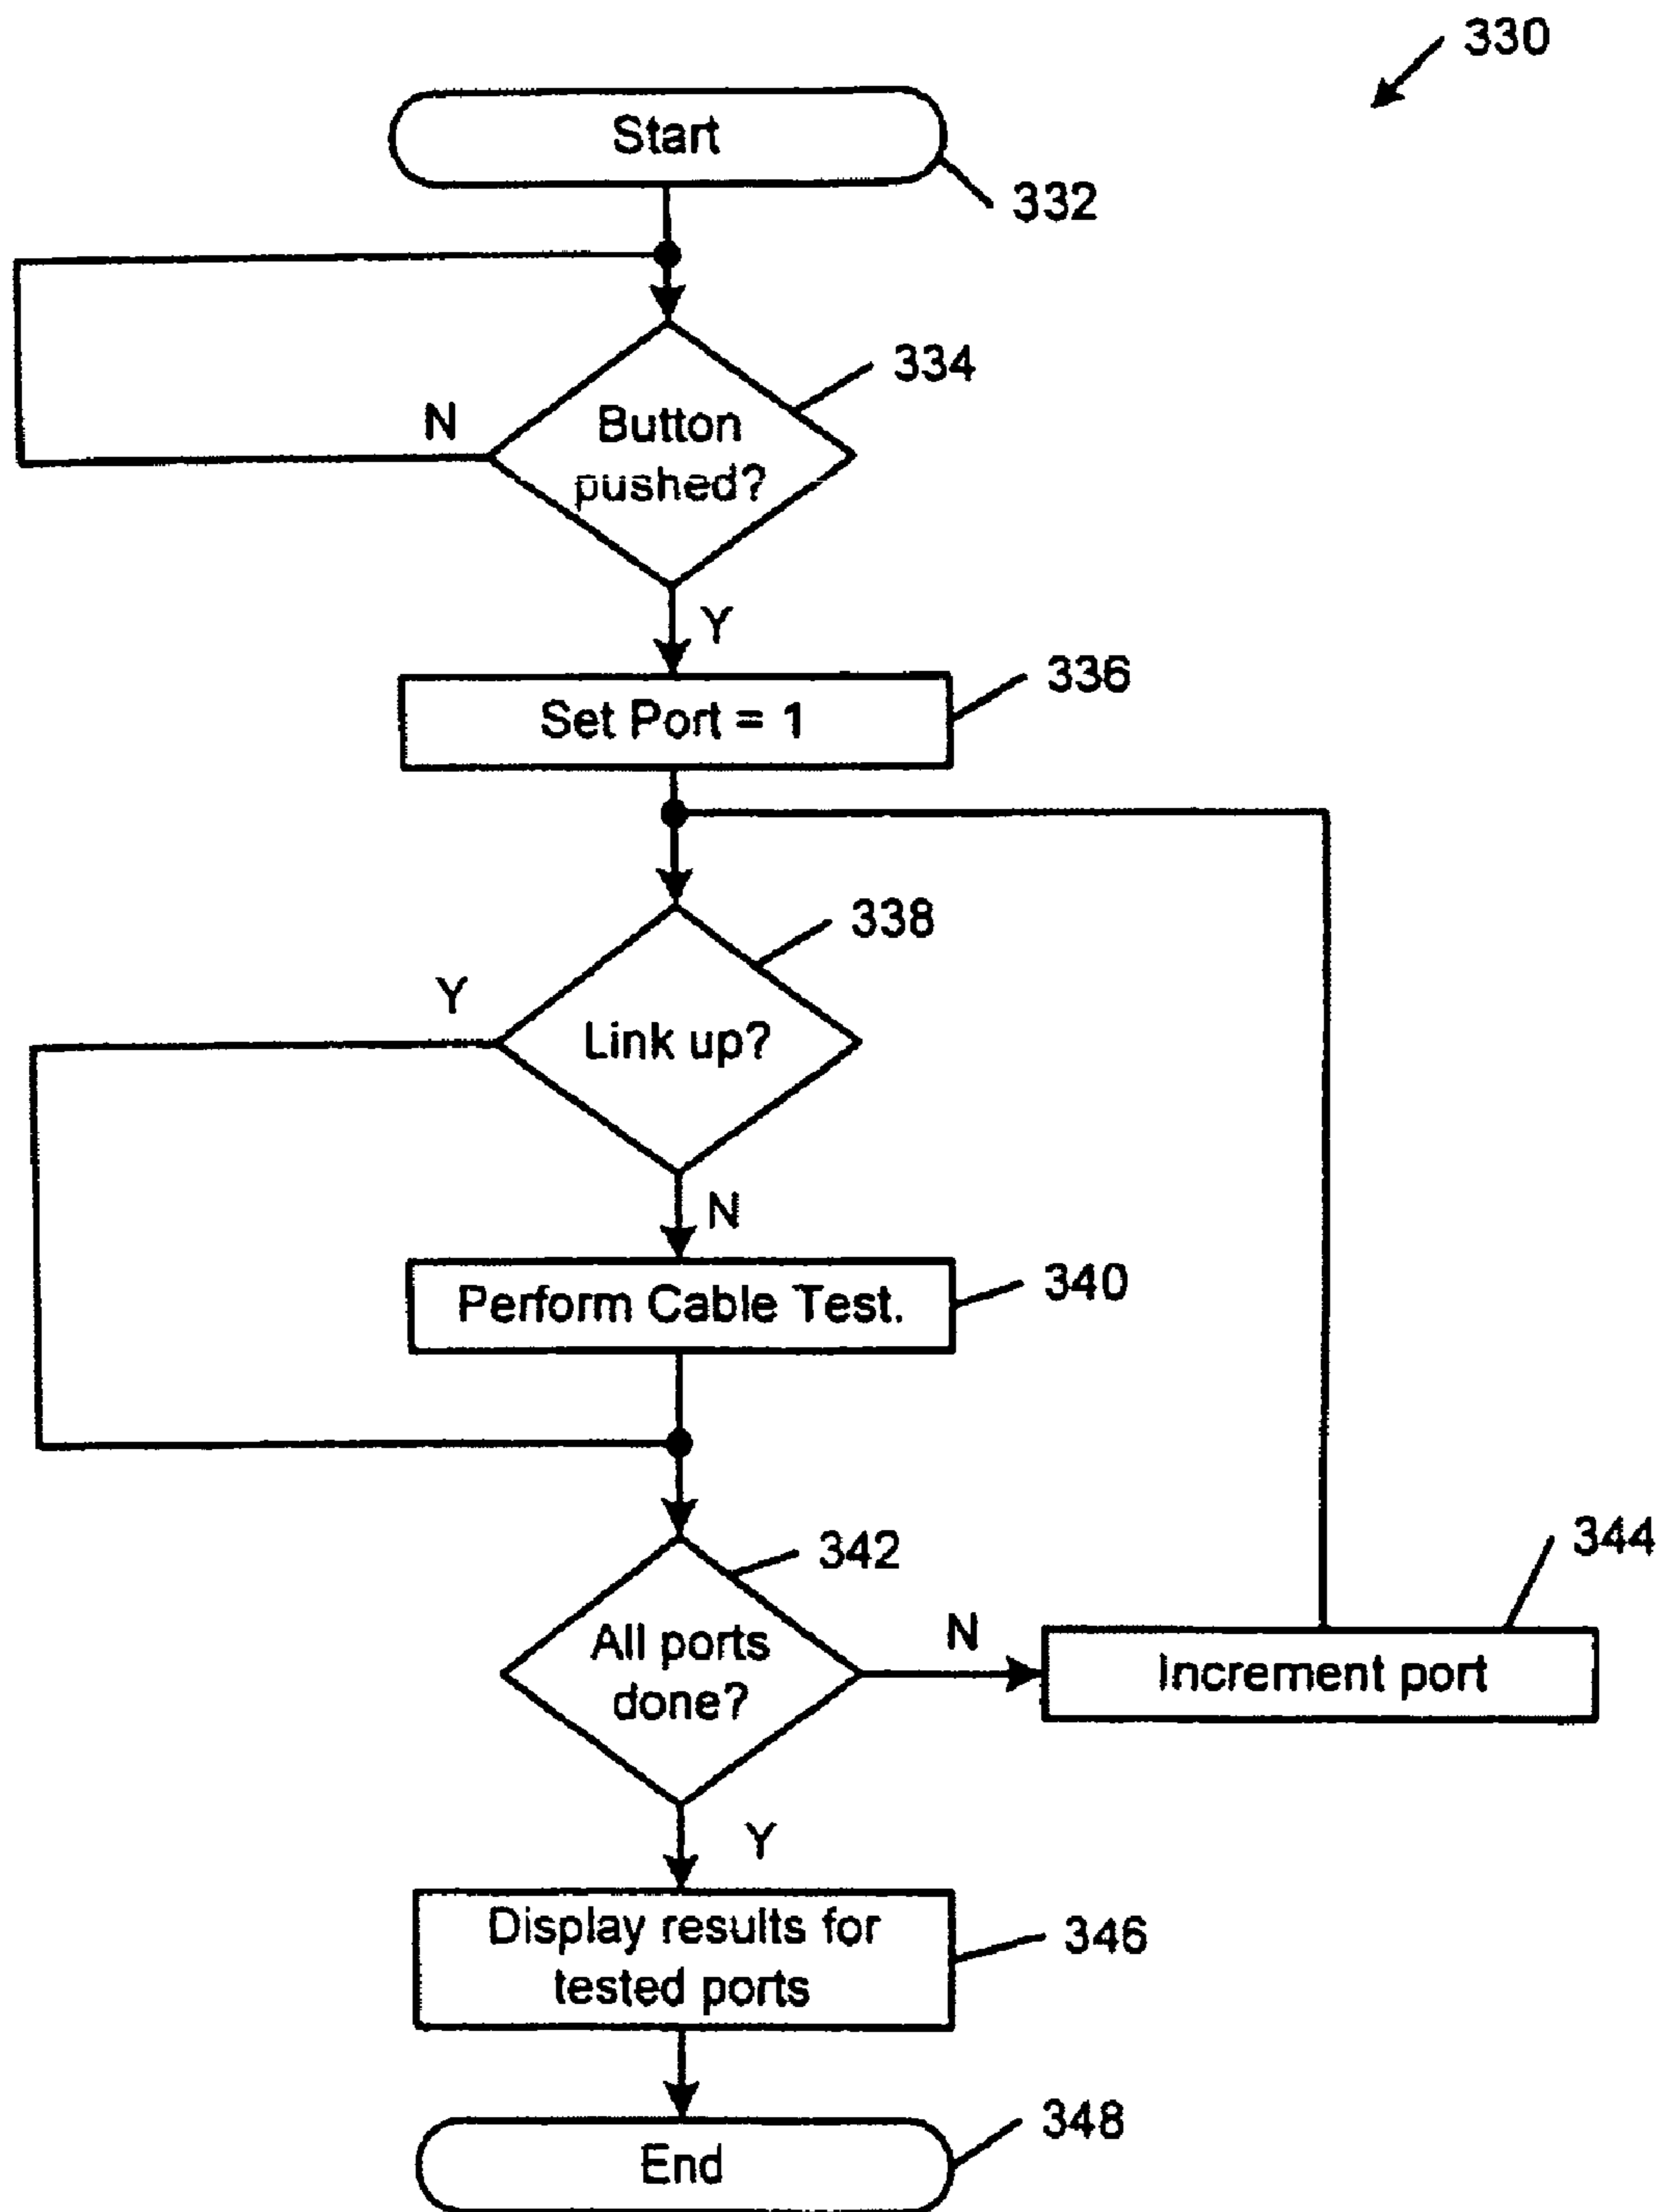 330
Start
332
334
N
Button
pushed?
Y
336
Set Port = 1
338
Y
Link up?
N
340
Perform Cable Test.
342
344
All ports
done?
N
Increment port
Y
Display results for
tested ports
346
348
End